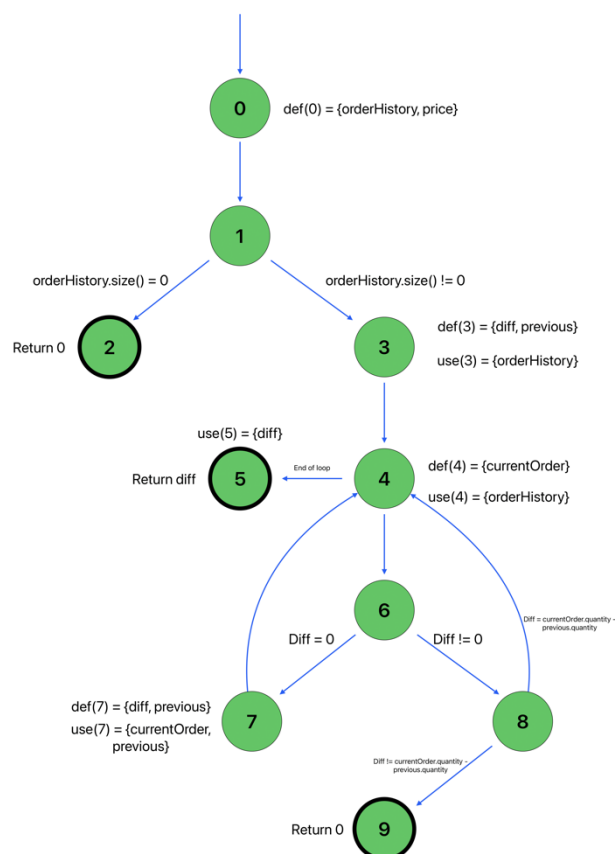 0
def(0) = {orderHistory, price}
1
orderHistory.size() = 0
orderHistory.size() != 0
Return 0
2
3
def(3) = {diff, previous}
use(3) = {orderHistory}
use(5) = {diff}
Return diff
5
End of loop
4
def(4) = {currentOrder}
use(4) = {orderHistory}
6
Diff = currentOrder.quantity -
previous.quantity
Diff = 0
Diff != 0
def(7) = {diff, previous}
use(7) = {currentOrder,
previous}
7
8
Diff != currentOrder.quantity -
previous.quantity
Return 0
9